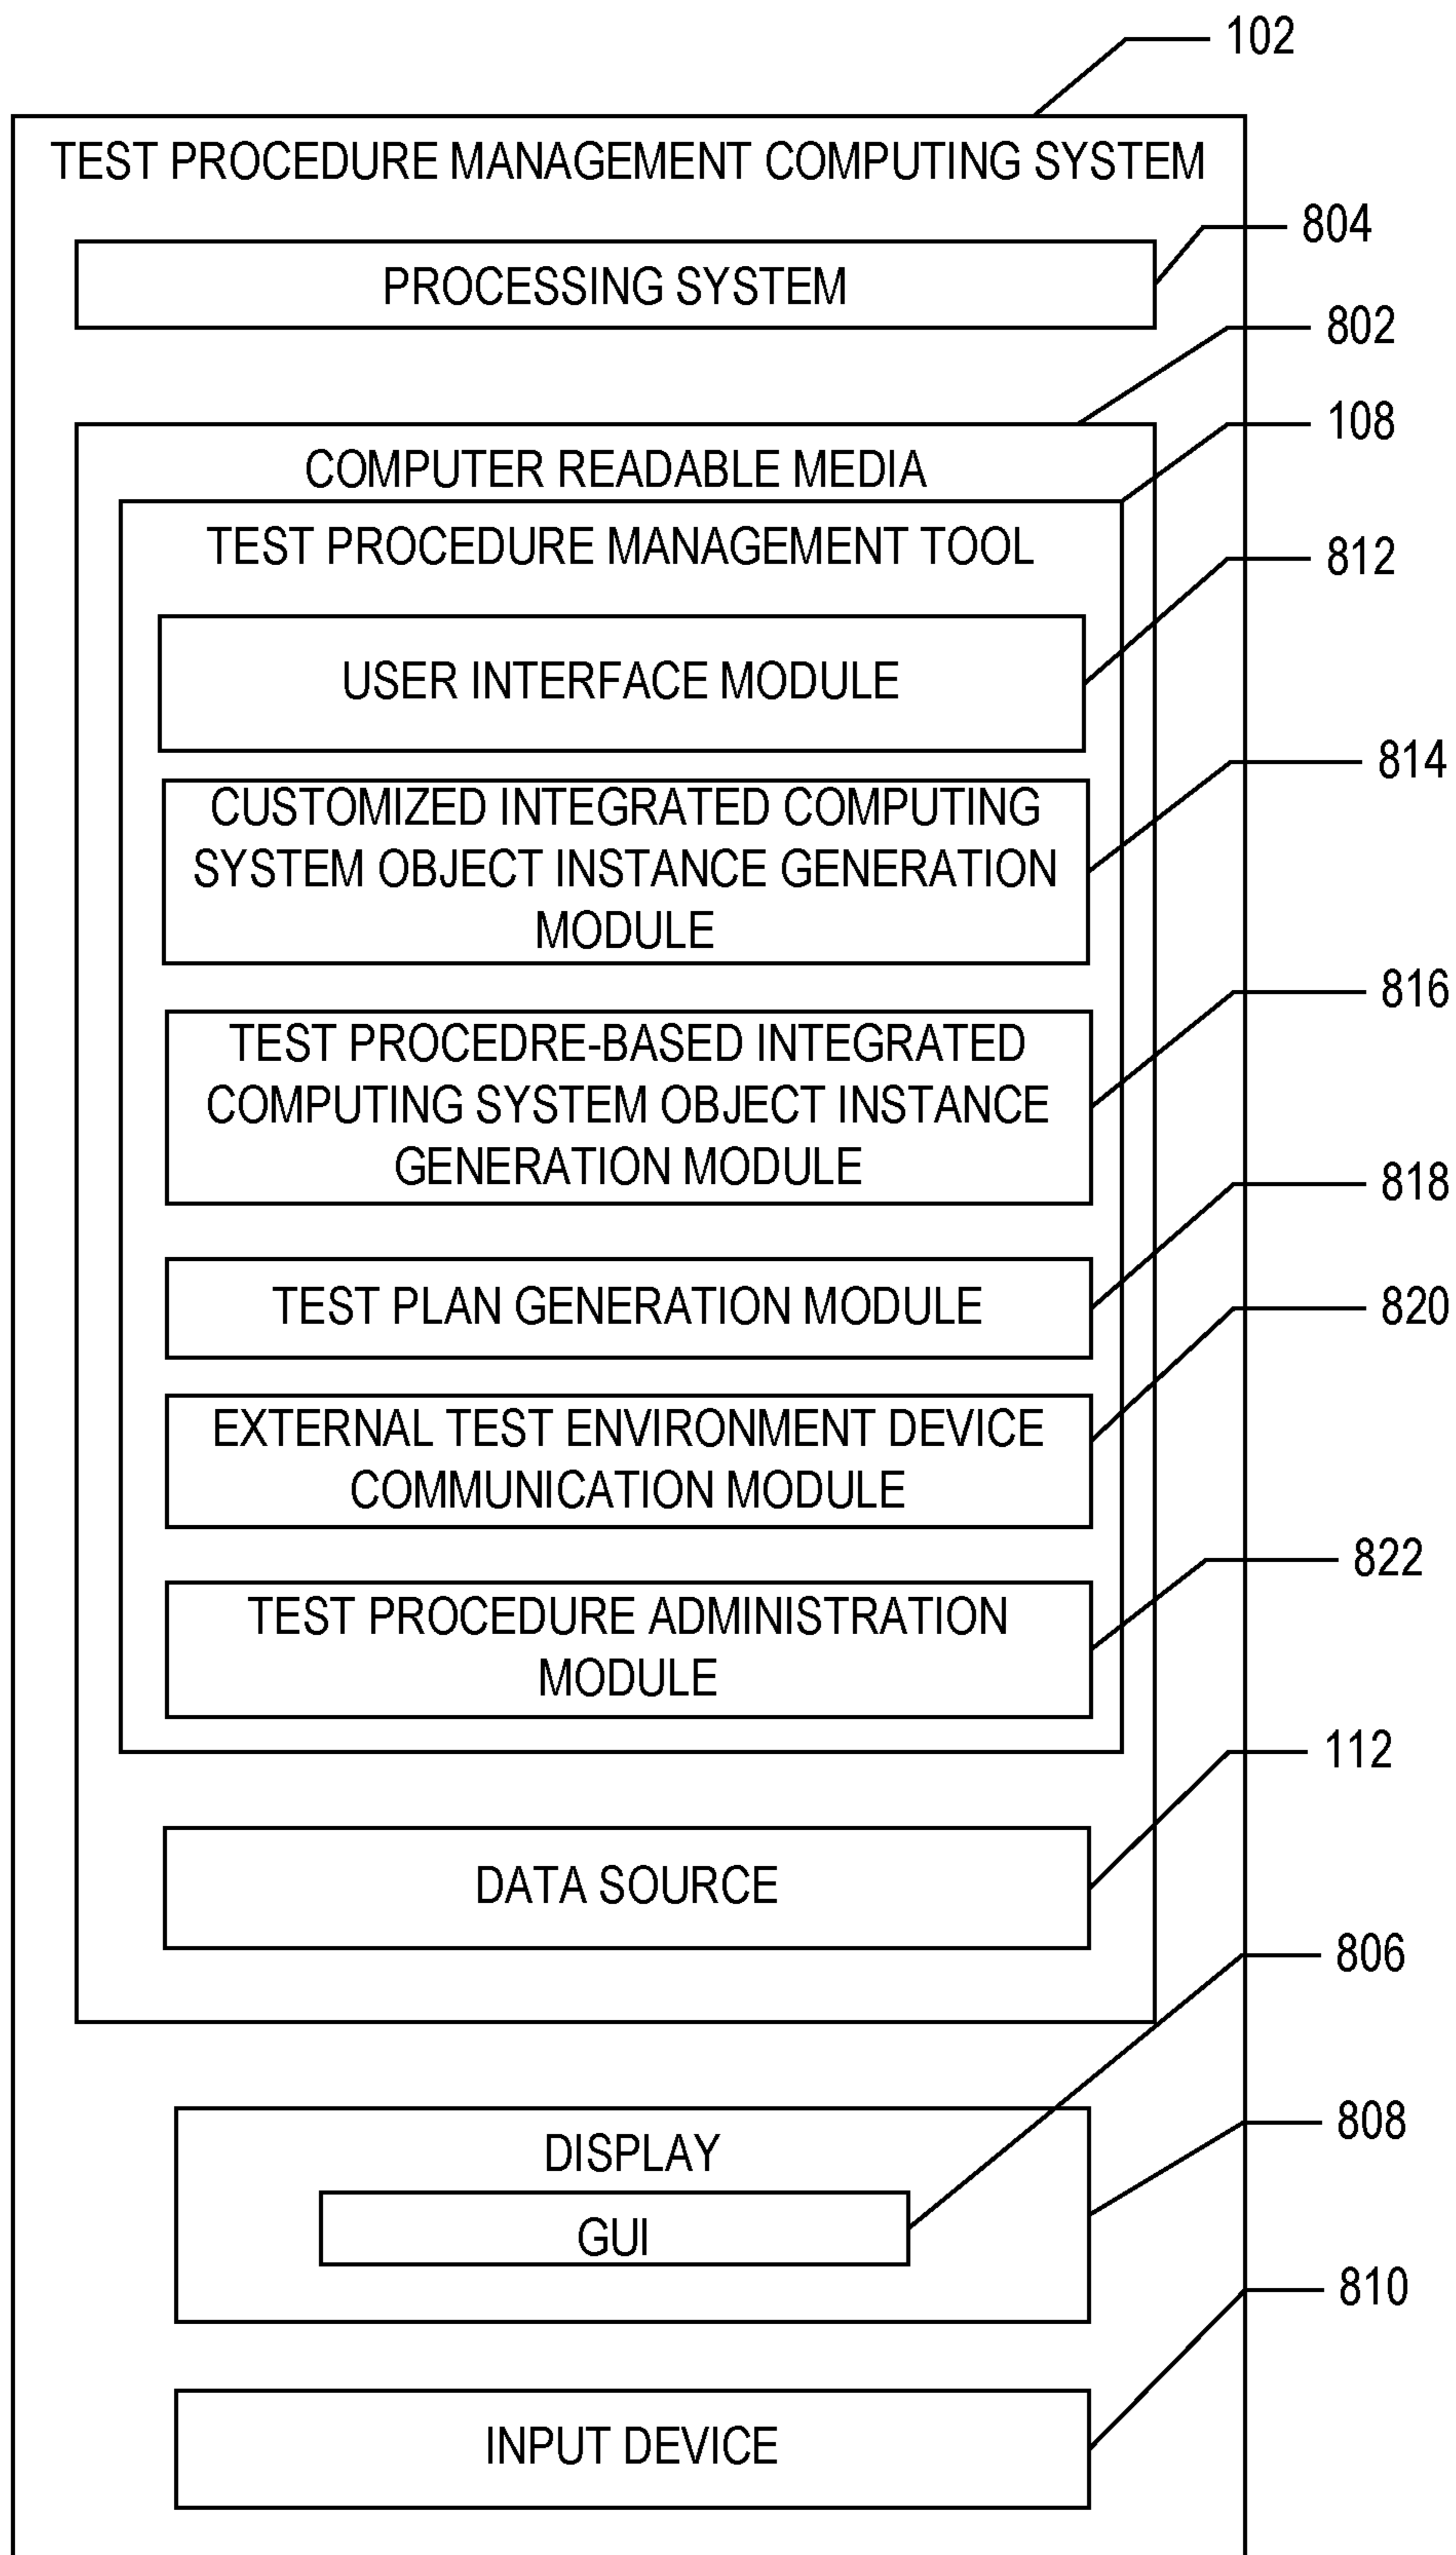 102
TEST PROCEDURE MANAGEMENT COMPUTING SYSTEM
804
PROCESSING SYSTEM
802
108
COMPUTER READABLE MEDIA
TEST PROCEDURE MANAGEMENT TOOL
812
USER INTERFACE MODULE
814
CUSTOMIZED INTEGRATED COMPUTING
SYSTEM OBJECT INSTANCE GENERATION
MODULE
816
TEST PROCEDRE-BASED INTEGRATED
COMPUTING SYSTEM OBJECT INSTANCE
GENERATION MODULE
818
TEST PLAN GENERATION MODULE
820
EXTERNAL TEST ENVIRONMENT DEVICE
COMMUNICATION MODULE
822
TEST PROCEDURE ADMINISTRATION
MODULE
112
DATA SOURCE
806
808
DISPLAY
GUI
810
INPUT DEVICE